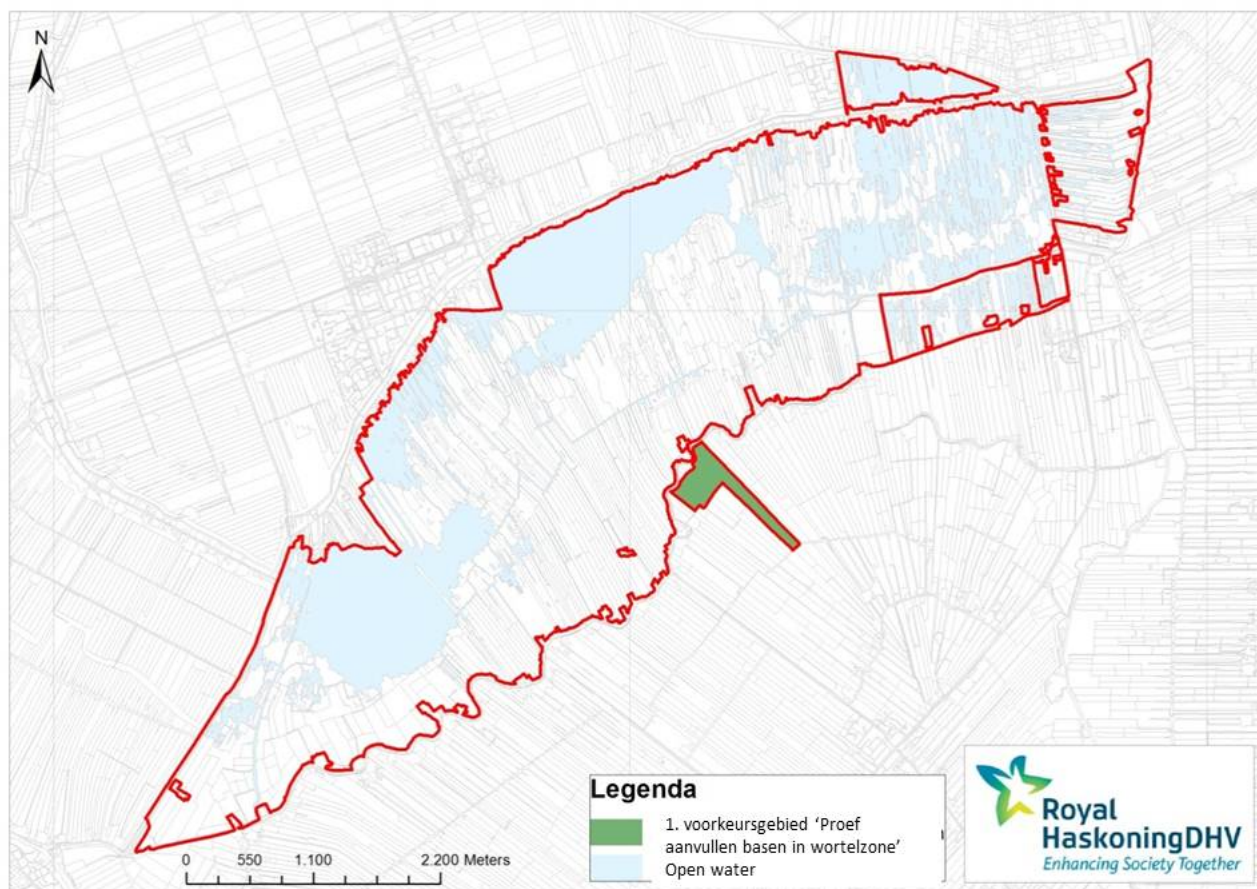 N
Legenda
1. voorkeursgebied ‘Proef
aanvullen basen in wortelzone’
Open water
0 550 1.100 2.200 Meters
Royal
HaskoningDHV
Enhancing Society Together